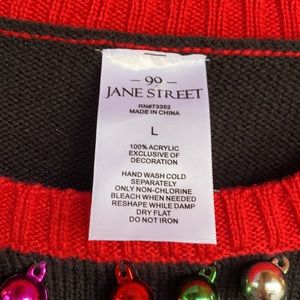 99
JANE STREET
RN#73352
MADE IN CHINA
L
100% ACRYLIC
EXCLUSIVE OF
DECORATION
HAND WASH COLD
SEPARATELY
ONLY NON-CHLORINE
BLEACH WHEN NEEDED
RESHAPE WHILE DAMP
DRY FLAT
DO NOT IRON